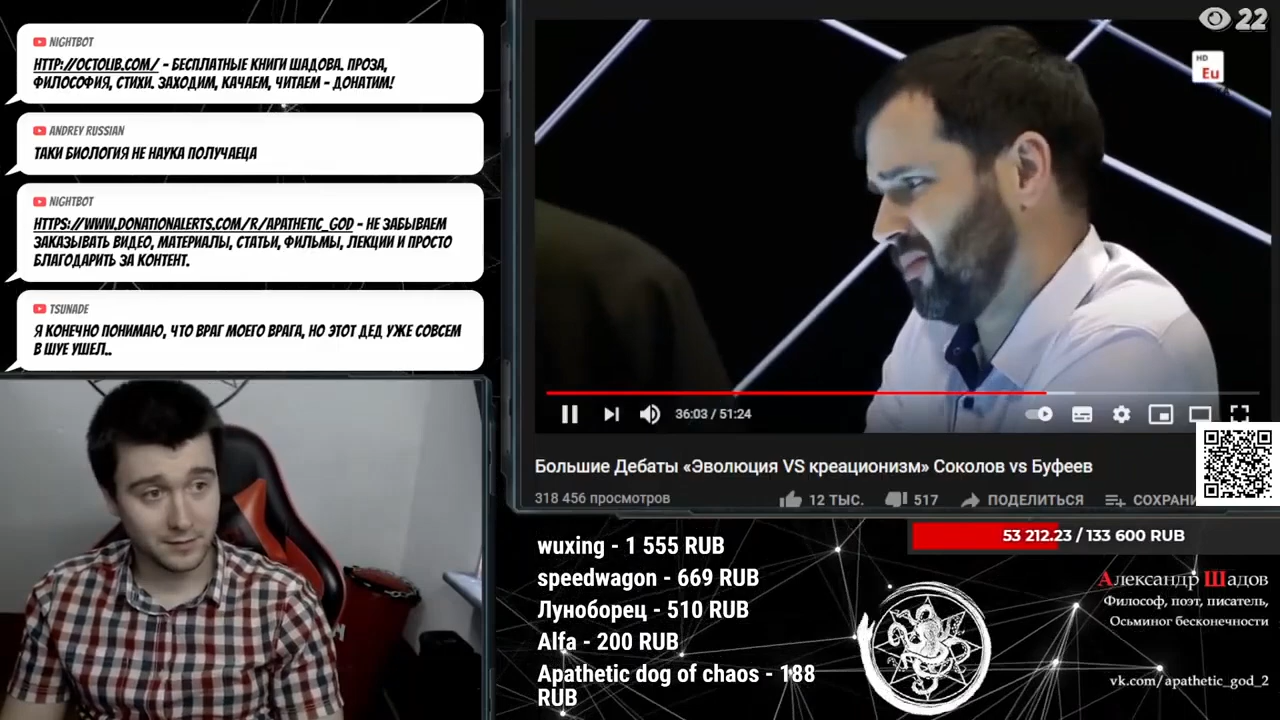 NIGHTBOT
HTTP://OCTOLIB.COM/ - БЕСПЛАТНЫЕ КНИГИ ШАДОВА. ПРОЗА,
ФИЛОСОФИЯ, СТИХИ. ЗАХОДИМ, КАЧАЕМ, ЧИТАЕМ - ДОНАТИМ!
ANDREY RUSSIAN
ТАКИ БИОЛОГИЯ НЕ НАУКА ПОЛУЧАЕЦА
NIGHTBOT
HTTPS://WWW.DONATIONALERTS.COM/R/APATHETIC_GOD - НЕ ЗАБЫВАЕМ
ЗАКАЗЫВАТЬ ВИДЕО, МАТЕРИАЛЫ, СТАТЬИ, ФИЛЬМЫ, ЛЕКЦИИ И ПРОСТО
БЛАГОДАРИТЬ ЗА КОНТЕНТ.
TSUNADE
Я КОНЕЧНО ПОНИМАЮ, ЧТО ВРАГ МОЕГО ВРАГА, НО ЭТОТ ДЕД УЖЕ СОВСЕМ
В ШУЕ УШЕЛ..
22
HD
Eu
36:03 / 51:24
Большие Дебаты «Эволюция VS креационизм» Соколов vs Буфеев
318 456 просмотров
12 ТЫС.
517
ПОДЕЛИТЬСЯ
СОХРАНИ
wuxing - 1 555 RUB
speedwagon - 669 RUB
Луноборец - 510 RUB
Alfa - 200 RUB
Apathetic dog of chaos - 188
RUB
53 212.23 / 133 600 RUB
Александр Шадов
Философ, поэт, писатель,
Осьминог бесконечности
vk.com/apathetic_god_2